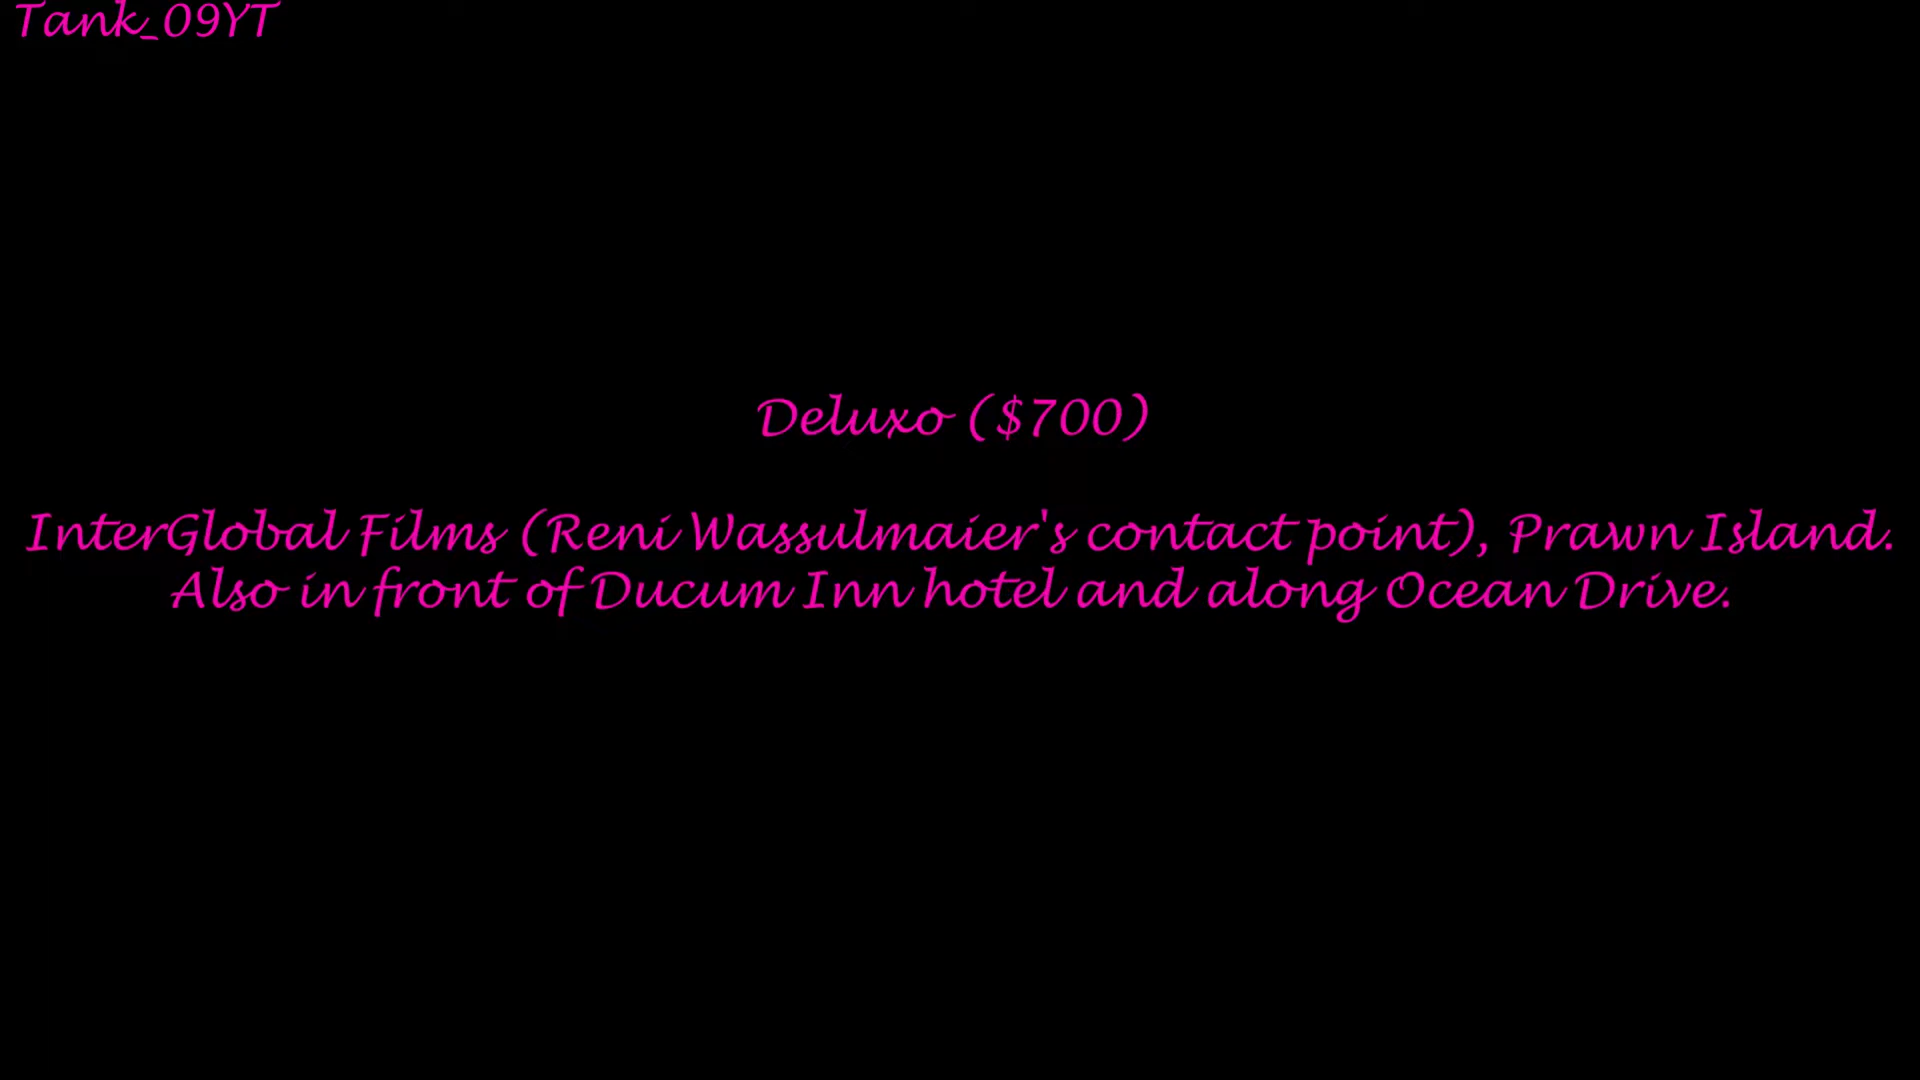 Tank_09YT
Deluxo ($700)
InterGlobal Films (Reni Wassulmaier's contact point), Prawn Island.
Also in front of Ducum Inn hotel and along Ocean Drive.